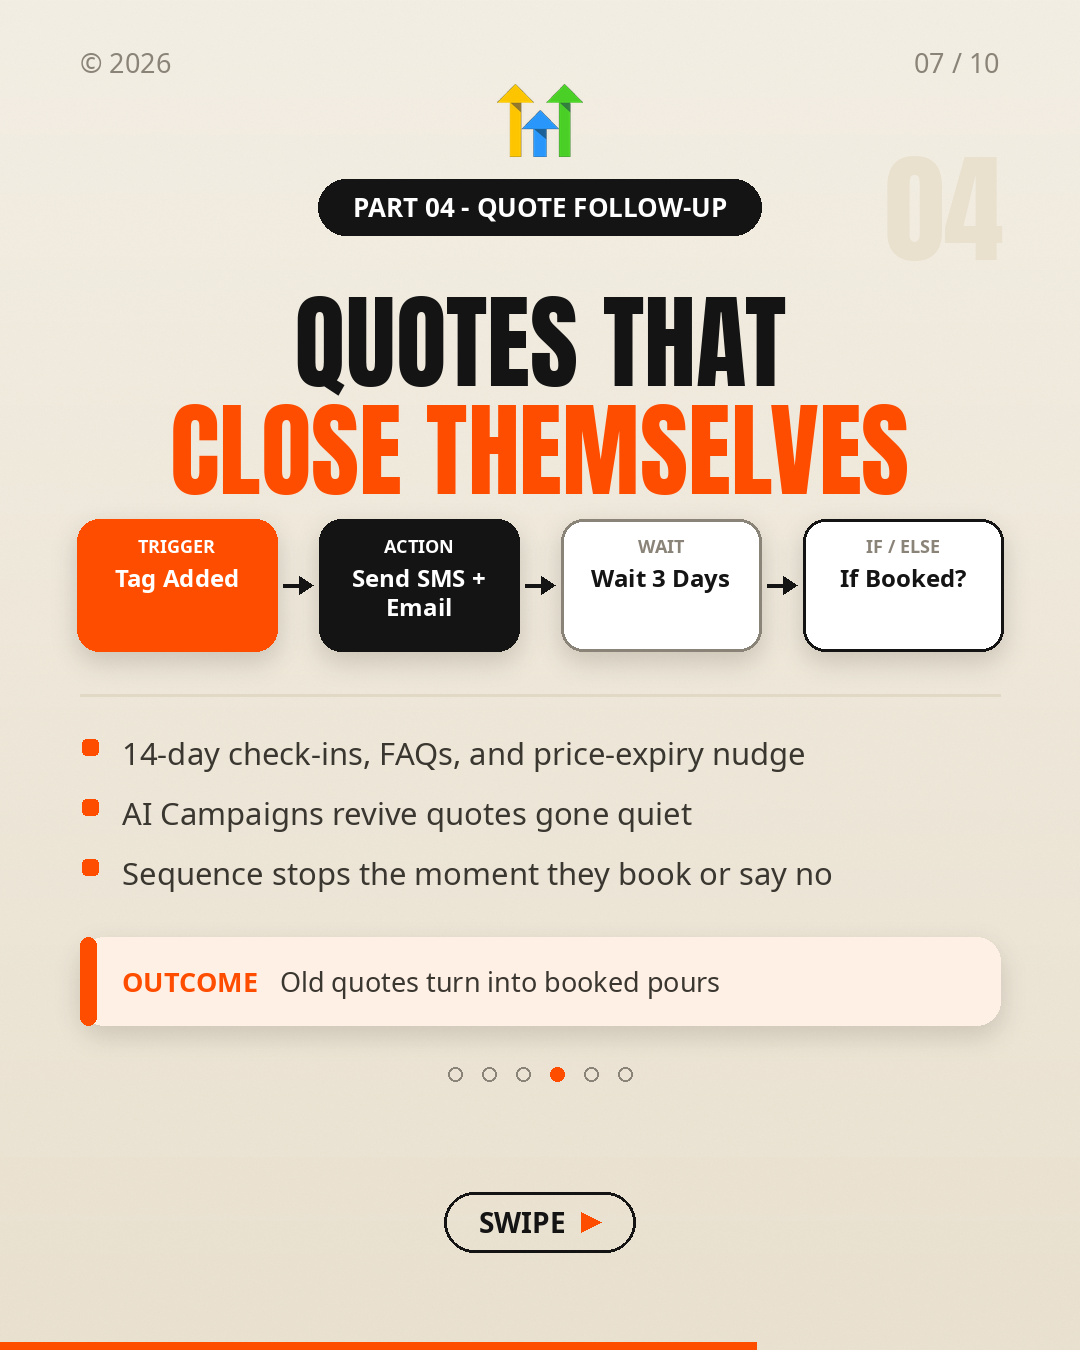 © 2026
07 / 10
PART 04 - QUOTE FOLLOW-UP
04
QUOTES THAT
CLOSE THEMSELVES
TRIGGER
Tag Added
ACTION
Send SMS +
Email
WAIT
Wait 3 Days
IF / ELSE
If Booked?
14-day check-ins, FAQs, and price-expiry nudge
AI Campaigns revive quotes gone quiet
Sequence stops the moment they book or say no
OUTCOME Old quotes turn into booked pours
SWIPE